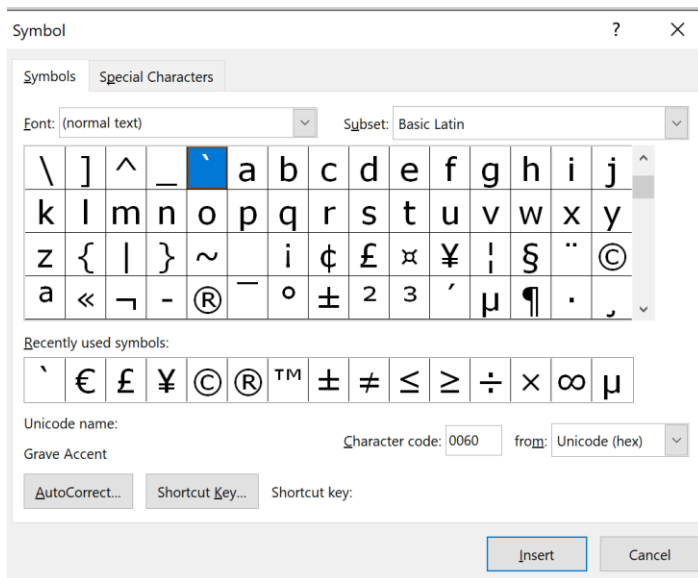 Symbol ? ×
Symbols Special Characters
Font: (normal text) Subset: Basic Latin
\ ] ^ _ ` a b c d e f g h i j
k l m n o p q r s t u v w x y
z { | } ~ ¡ ¢ £ ¤ ¥ ¦ § ¨ ©
ª « ¬ - ® ¯ ° ± ² ³ ´ µ ¶ · ¸
Recently used symbols:
` € £ ¥ © ® ™ ± ≠ ≤ ≥ ÷ × ∞ µ
Unicode name:
Grave Accent
Character code: 0060 from: Unicode (hex)
AutoCorrect... Shortcut Key... Shortcut key:
Insert Cancel